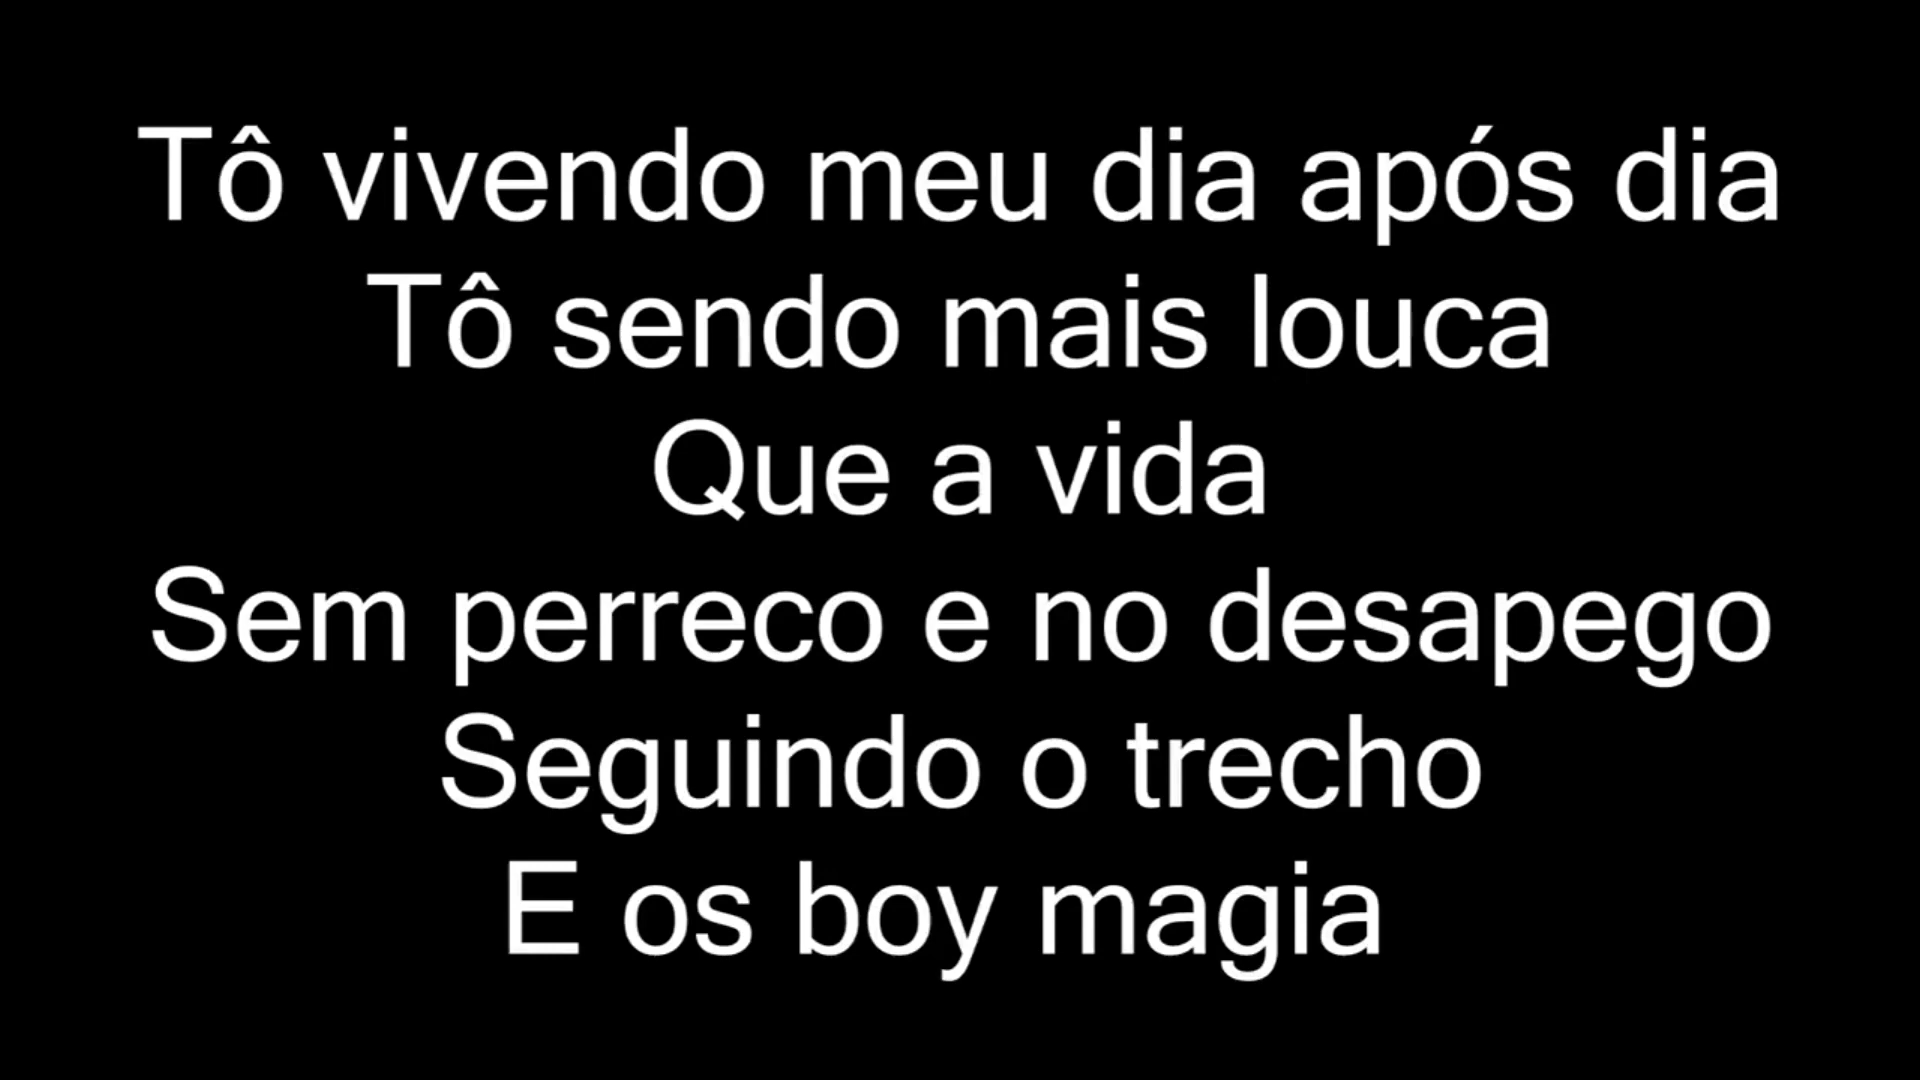 Tô vivendo meu dia após dia
Tô sendo mais louca
Que a vida
Sem perreco e no desapego
Seguindo o trecho
E os boy magia